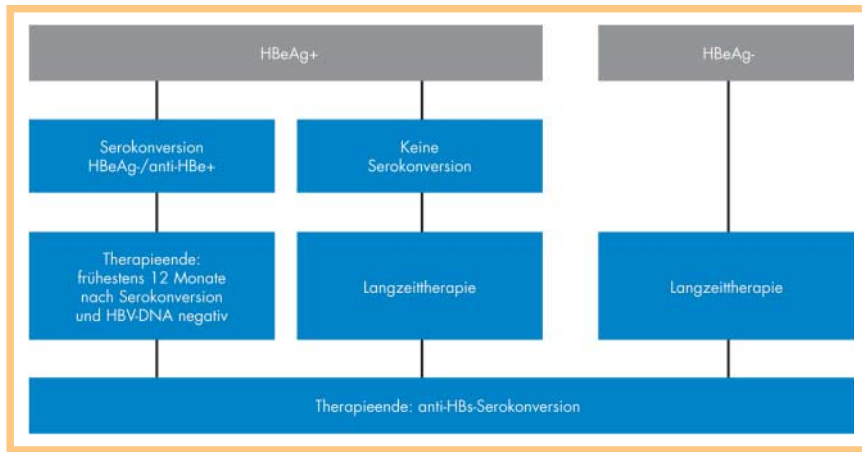 HBeAg+
HBeAg-
Serokonversion
HBeAg-/anti-HBe+
Keine
Serokonversion
Therapieende:
frühestens 12 Monate
nach Serokonversion
und HBV-DNA negativ
Langzeittherapie
Langzeittherapie
Therapieende: anti-HBs-Serokonversion